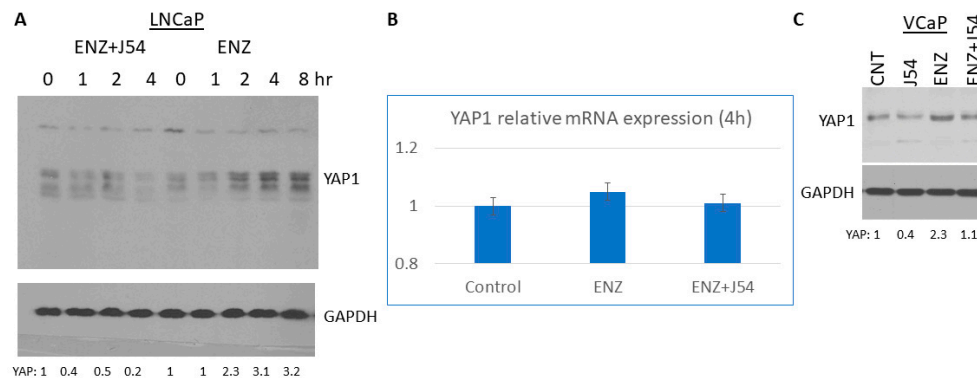 A
LNCaP
ENZ+J54 ENZ
0 1 2 4 0 1 2 4 8 hr
YAP1
GAPDH
YAP: 1 0.4 0.5 0.2 1 1 2.3 3.1 3.2
B
YAP1 relative mRNA expression (4h)
1.2
1
0.8
Control ENZ ENZ+J54
C
VCaP
CNT J54 ENZ ENZ+J54
YAP1
GAPDH
YAP: 1 0.4 2.3 1.1